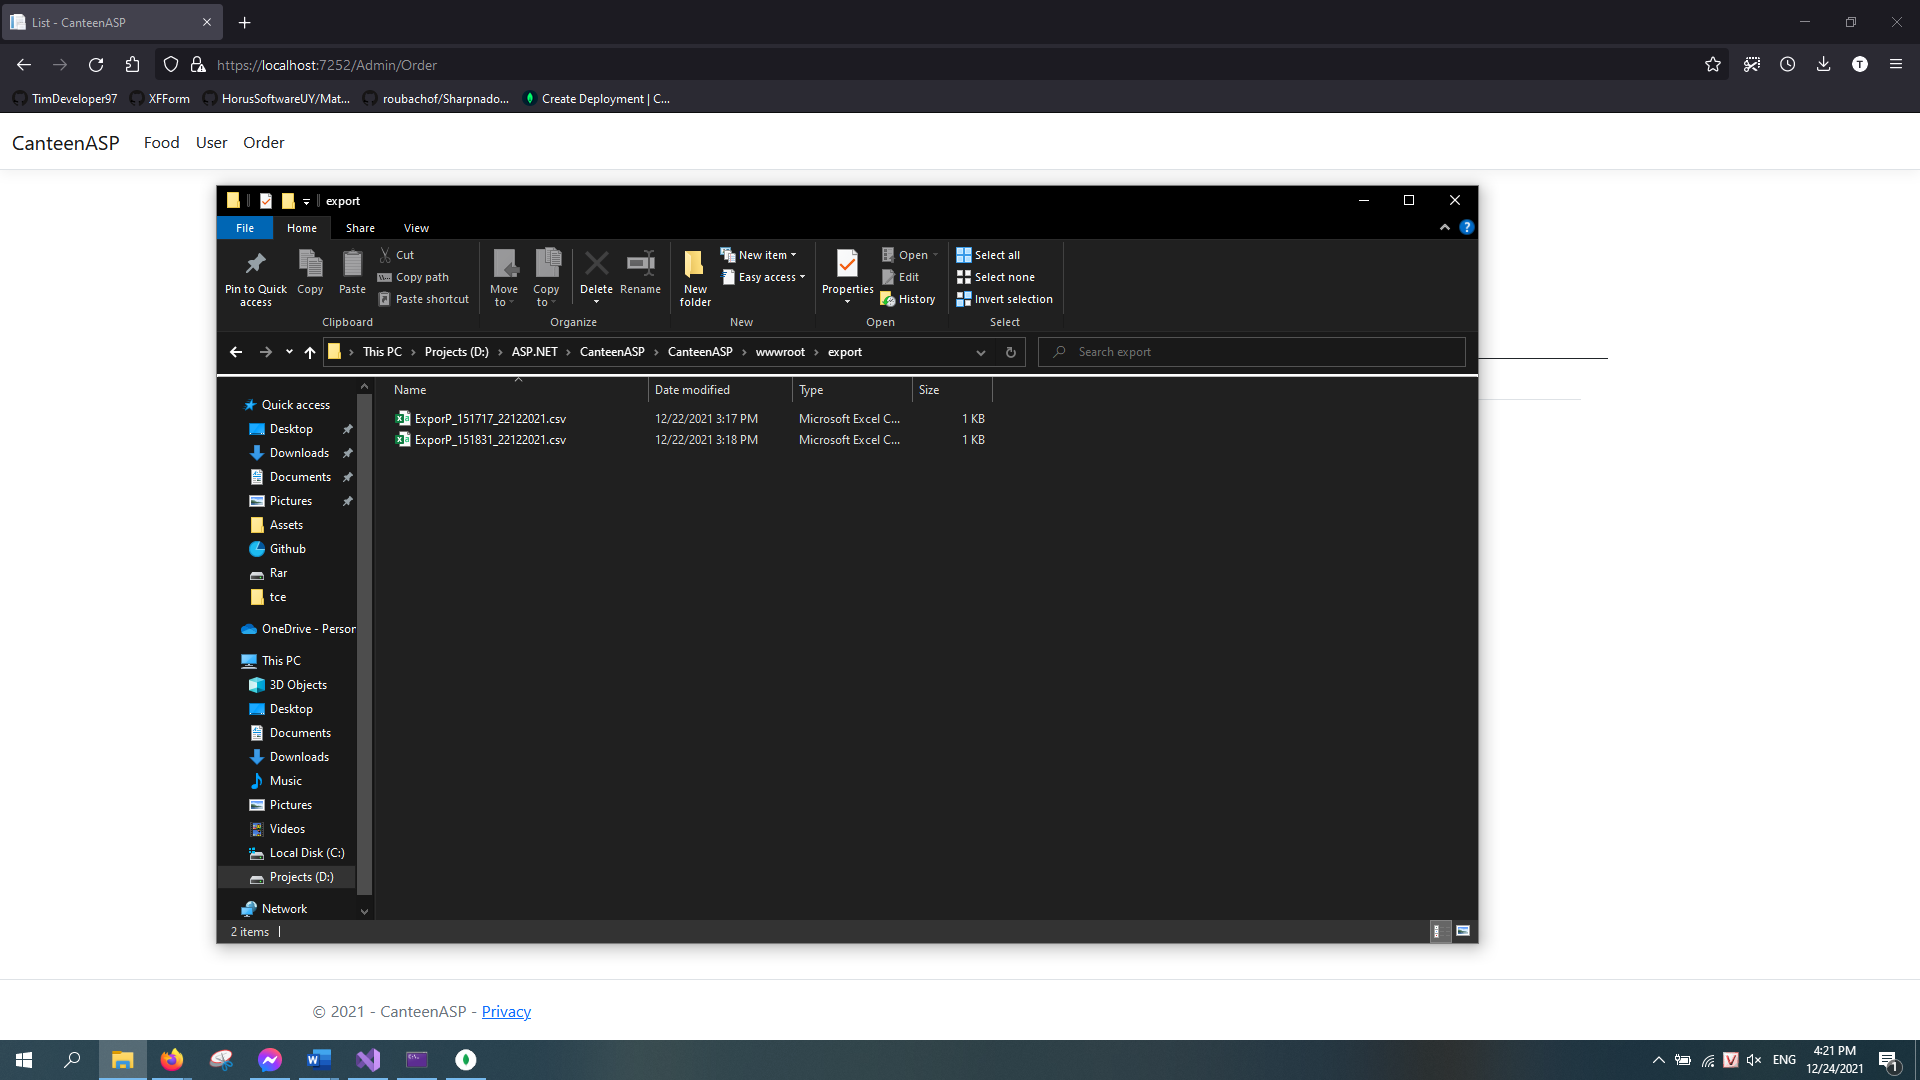 List - CanteenASP
https://localhost:7252/Admin/Order
T
TimDeveloper97
XFForm
HorusSoftwareUY/Mat...
roubachof/Sharpnado...
Create Deployment | C...
CanteenASP
Food
User
Order
export
File
Home
Share
View
?
Pin to Quick access
Copy
Paste
Cut
Copy path
Paste shortcut
Clipboard
Move to
Copy to
Delete
Rename
Organize
New folder
New item
Easy access
New
Properties
Open
Edit
History
Open
Select all
Select none
Invert selection
Select
This PC > Projects (D:) > ASP.NET > CanteenASP > CanteenASP > wwwroot > export
Search export
Name Date modified Type Size
ExporP_151717_22122021.csv 12/22/2021 3:17 PM Microsoft Excel C... 1 KB
ExporP_151831_22122021.csv 12/22/2021 3:18 PM Microsoft Excel C... 1 KB
Quick access
Desktop
Downloads
Documents
Pictures
Assets
Github
Rar
tce
OneDrive - Person
This PC
3D Objects
Desktop
Documents
Downloads
Music
Pictures
Videos
Local Disk (C:)
Projects (D:)
Network
2 items
© 2021 - CanteenASP - Privacy
ENG
4:21 PM
12/24/2021
1